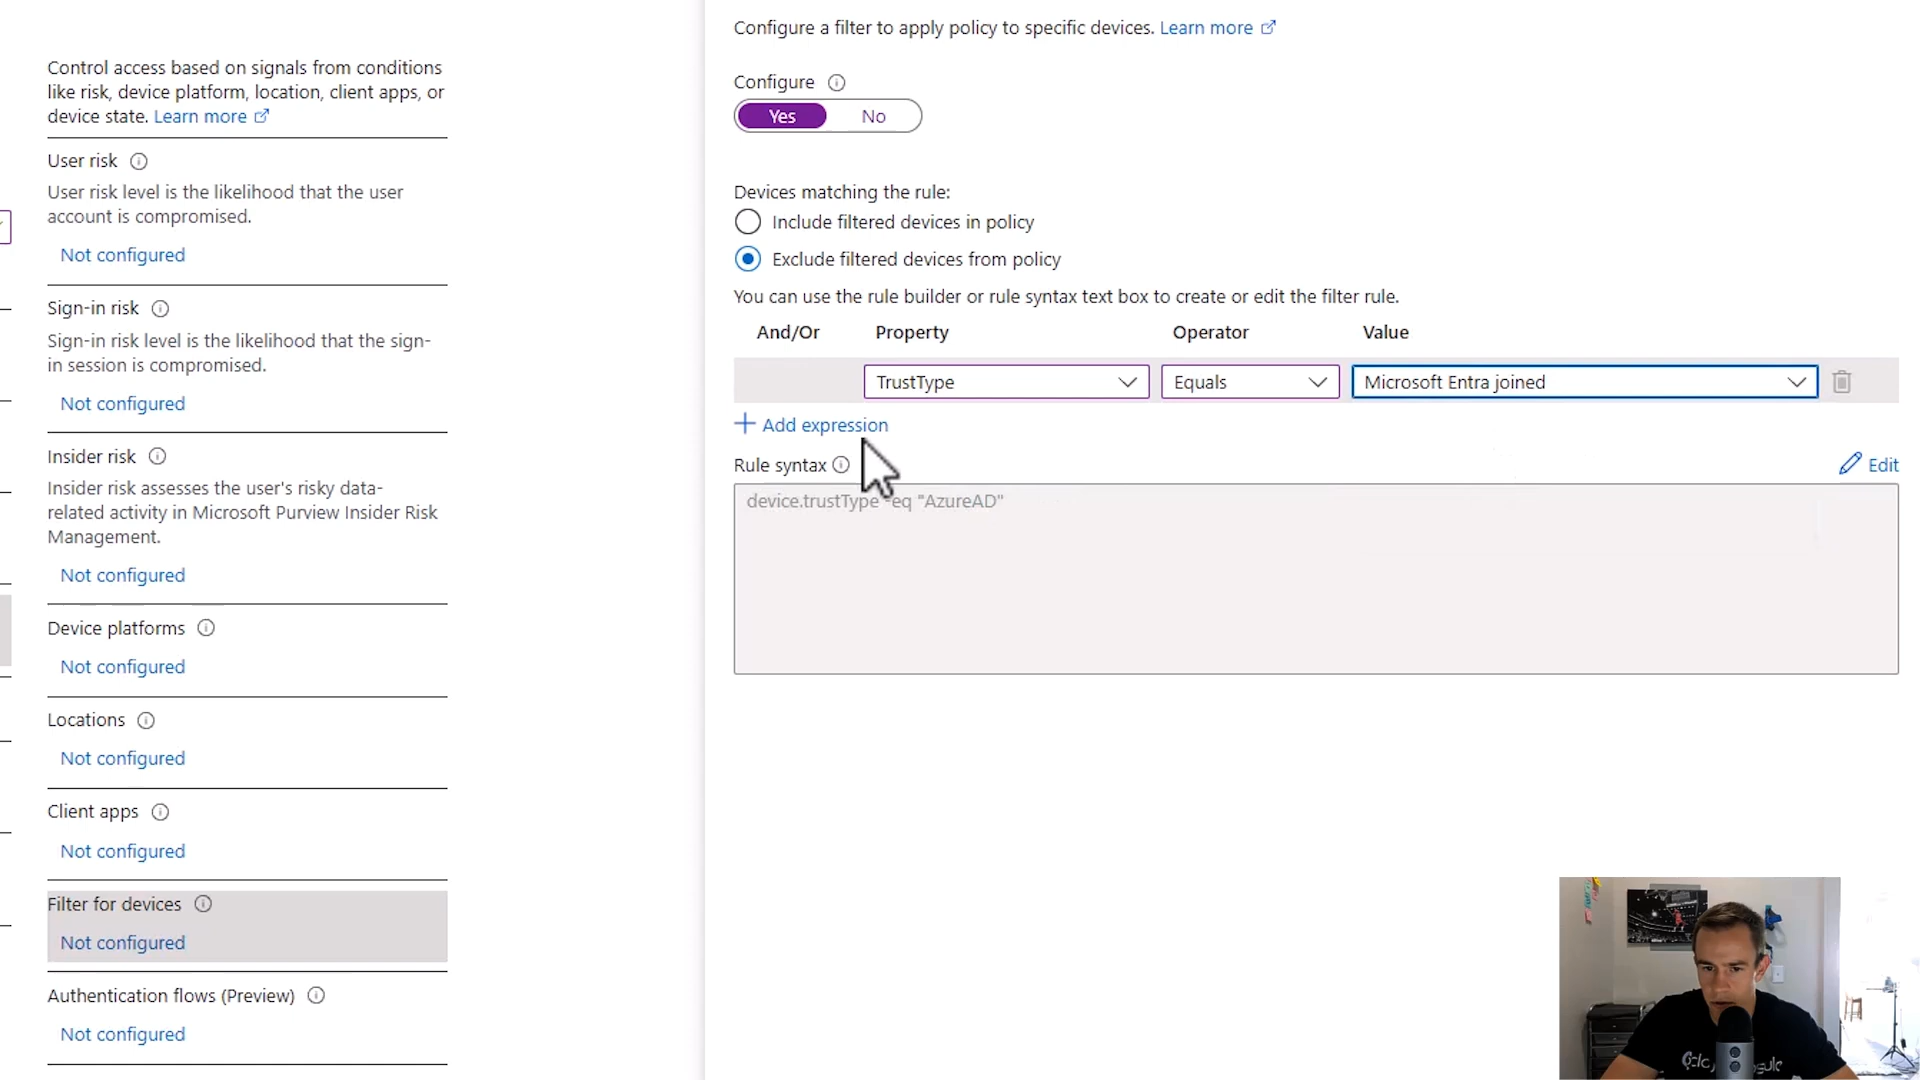 Control access based on signals from conditions
like risk, device platform, location, client apps, or
device state. Learn more
User risk
User risk level is the likelihood that the user
account is compromised.
Not configured
Sign-in risk
Sign-in risk level is the likelihood that the sign-
in session is compromised.
Not configured
Insider risk
Insider risk assesses the user's risky data-
related activity in Microsoft Purview Insider Risk
Management.
Not configured
Device platforms
Not configured
Locations
Not configured
Client apps
Not configured
Filter for devices
Not configured
Authentication flows (Preview)
Not configured
Configure a filter to apply policy to specific devices. Learn more
Configure
Yes No
Devices matching the rule:
Include filtered devices in policy
Exclude filtered devices from policy
You can use the rule builder or rule syntax text box to create or edit the filter rule.
And/Or Property Operator Value
TrustType Equals Microsoft Entra joined
Add expression
Rule syntax Edit
device.trustType -eq "AzureAD"